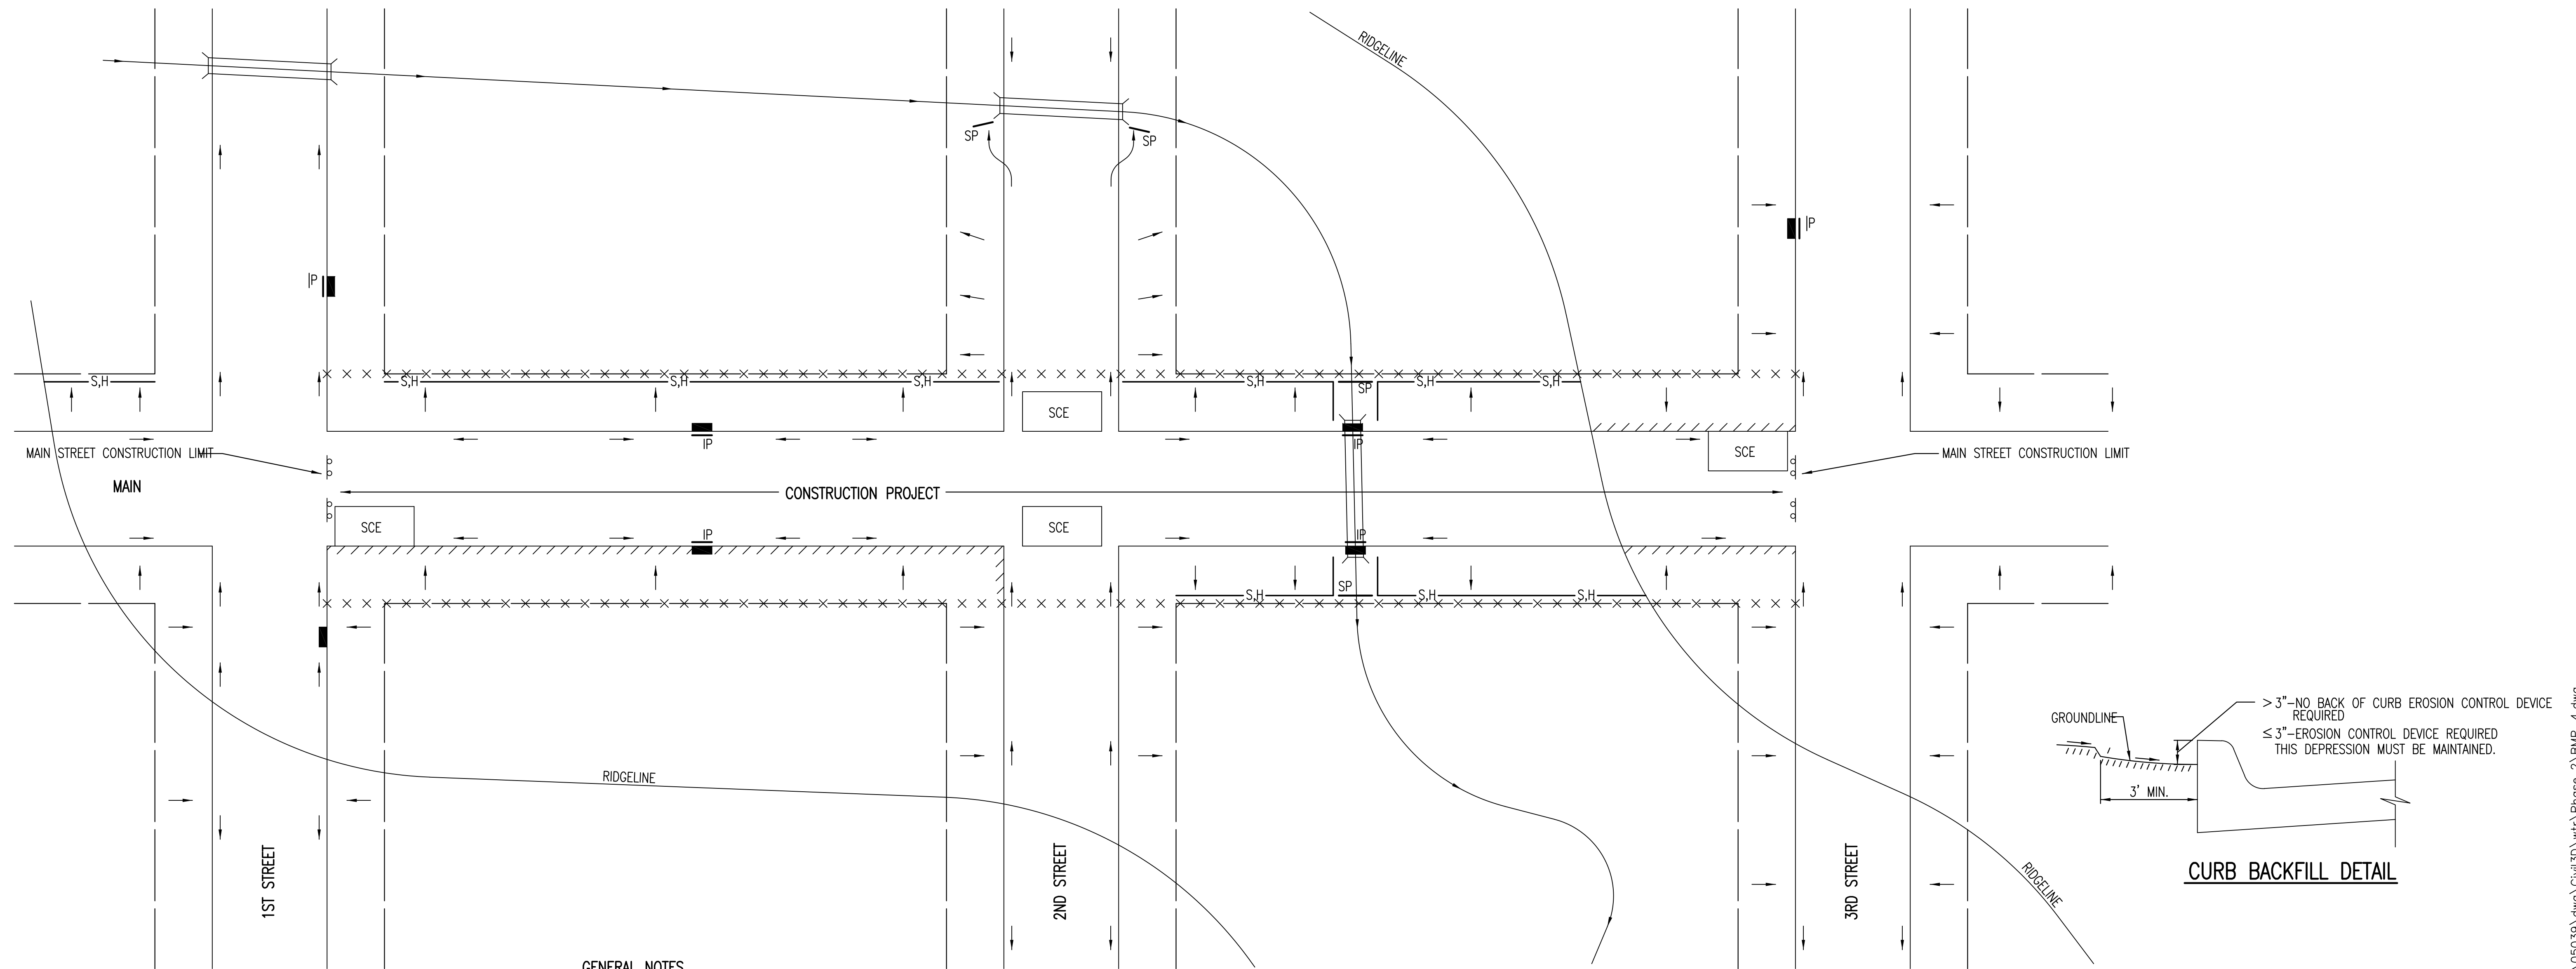 RIDGELINE
SP
SP
IP
IP
S,H
S,H
S,H
S,H
S,H
SP
S,H
S,H
SCE
IP
IP
SCE
MAIN STREET CONSTRUCTION LIMIT
MAIN STREET CONSTRUCTION LIMIT
MAIN
CONSTRUCTION PROJECT
SCE
SCE
IP
IP
SP
S,H
S,H
S,H
RIDGELINE
1ST STREET
2ND STREET
3RD STREET
RIDGELINE
GENERAL NOTES
GROUNDLINE
>3"-NO BACK OF CURB EROSION CONTROL DEVICE
REQUIRED
≤3"-EROSION CONTROL DEVICE REQUIRED
THIS DEPRESSION MUST BE MAINTAINED.
3' MIN.
CURB BACKFILL DETAIL